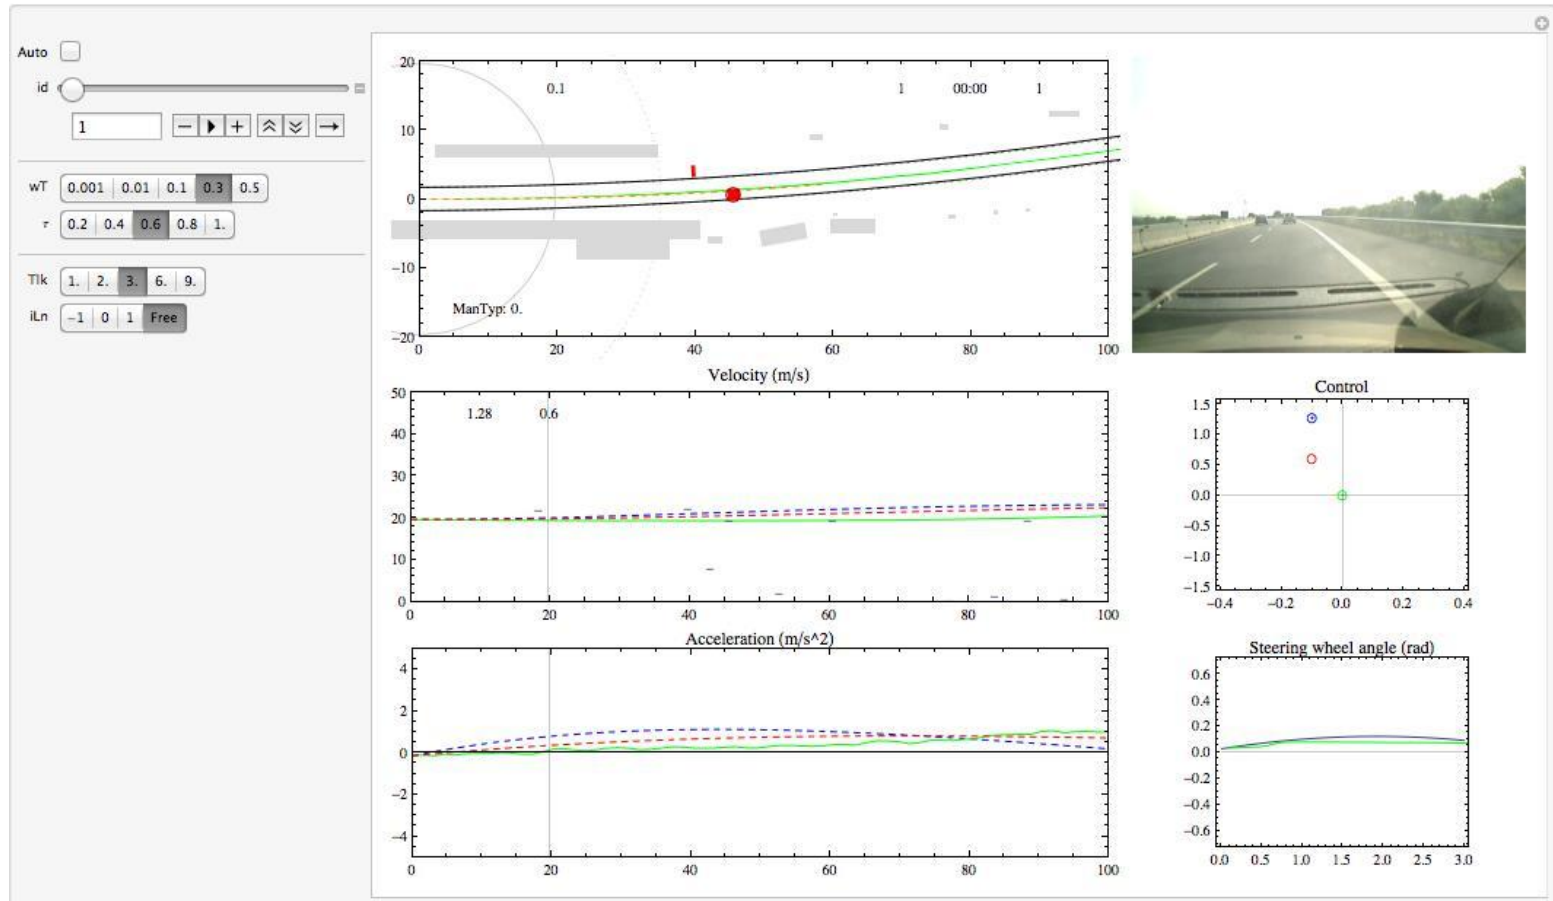 Auto
id
1
wT 0.001 0.01 0.1 0.3 0.5
τ 0.2 0.4 0.6 0.8 1.
Tlk 1. 2. 3. 6. 9.
iLn −1 0 1 Free
20
10
0
−10
−20
0.1 1 00:00 1
ManTyp: 0.
0 20 40 60 80 100
Velocity (m/s)
50
40
30
20
10
0
1.28 0.6
0 20 40 60 80 100
Acceleration (m/s^2)
4
2
0
−2
−4
0 20 40 60 80 100
Control
1.5
1.0
0.5
0.0
−0.5
−1.0
−1.5
−0.4 −0.2 0.0 0.2 0.4
Steering wheel angle (rad)
0.6
0.4
0.2
0.0
−0.2
−0.4
−0.6
0.0 0.5 1.0 1.5 2.0 2.5 3.0